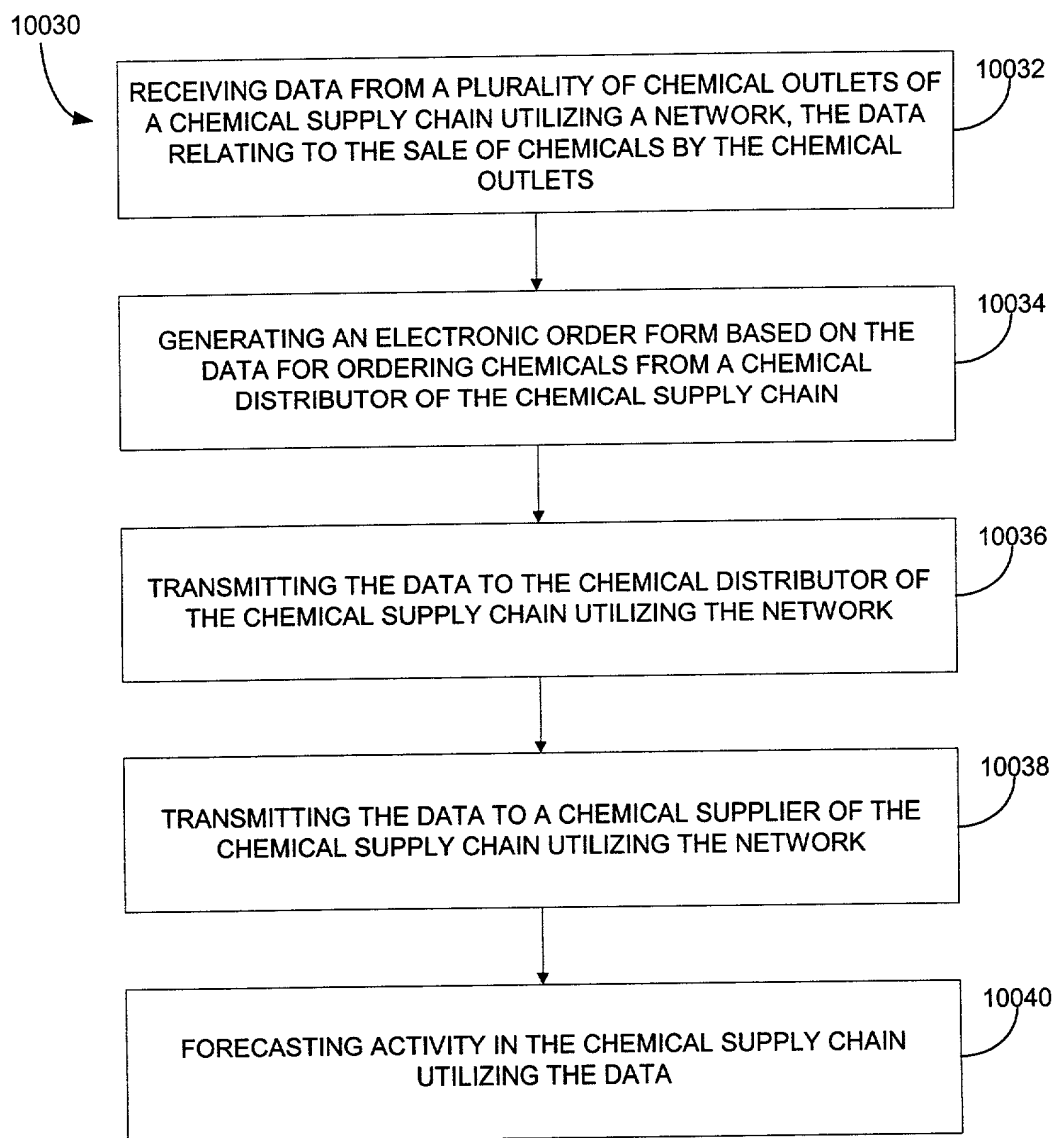 10030
10032
RECEIVING DATA FROM A PLURALITY OF CHEMICAL OUTLETS OF
A CHEMICAL SUPPLY CHAIN UTILIZING A NETWORK, THE DATA
RELATING TO THE SALE OF CHEMICALS BY THE CHEMICAL
OUTLETS
10034
GENERATING AN ELECTRONIC ORDER FORM BASED ON THE
DATA FOR ORDERING CHEMICALS FROM A CHEMICAL
DISTRIBUTOR OF THE CHEMICAL SUPPLY CHAIN
10036
TRANSMITTING THE DATA TO THE CHEMICAL DISTRIBUTOR OF
THE CHEMICAL SUPPLY CHAIN UTILIZING THE NETWORK
10038
TRANSMITTING THE DATA TO A CHEMICAL SUPPLIER OF THE
CHEMICAL SUPPLY CHAIN UTILIZING THE NETWORK
10040
FORECASTING ACTIVITY IN THE CHEMICAL SUPPLY CHAIN
UTILIZING THE DATA